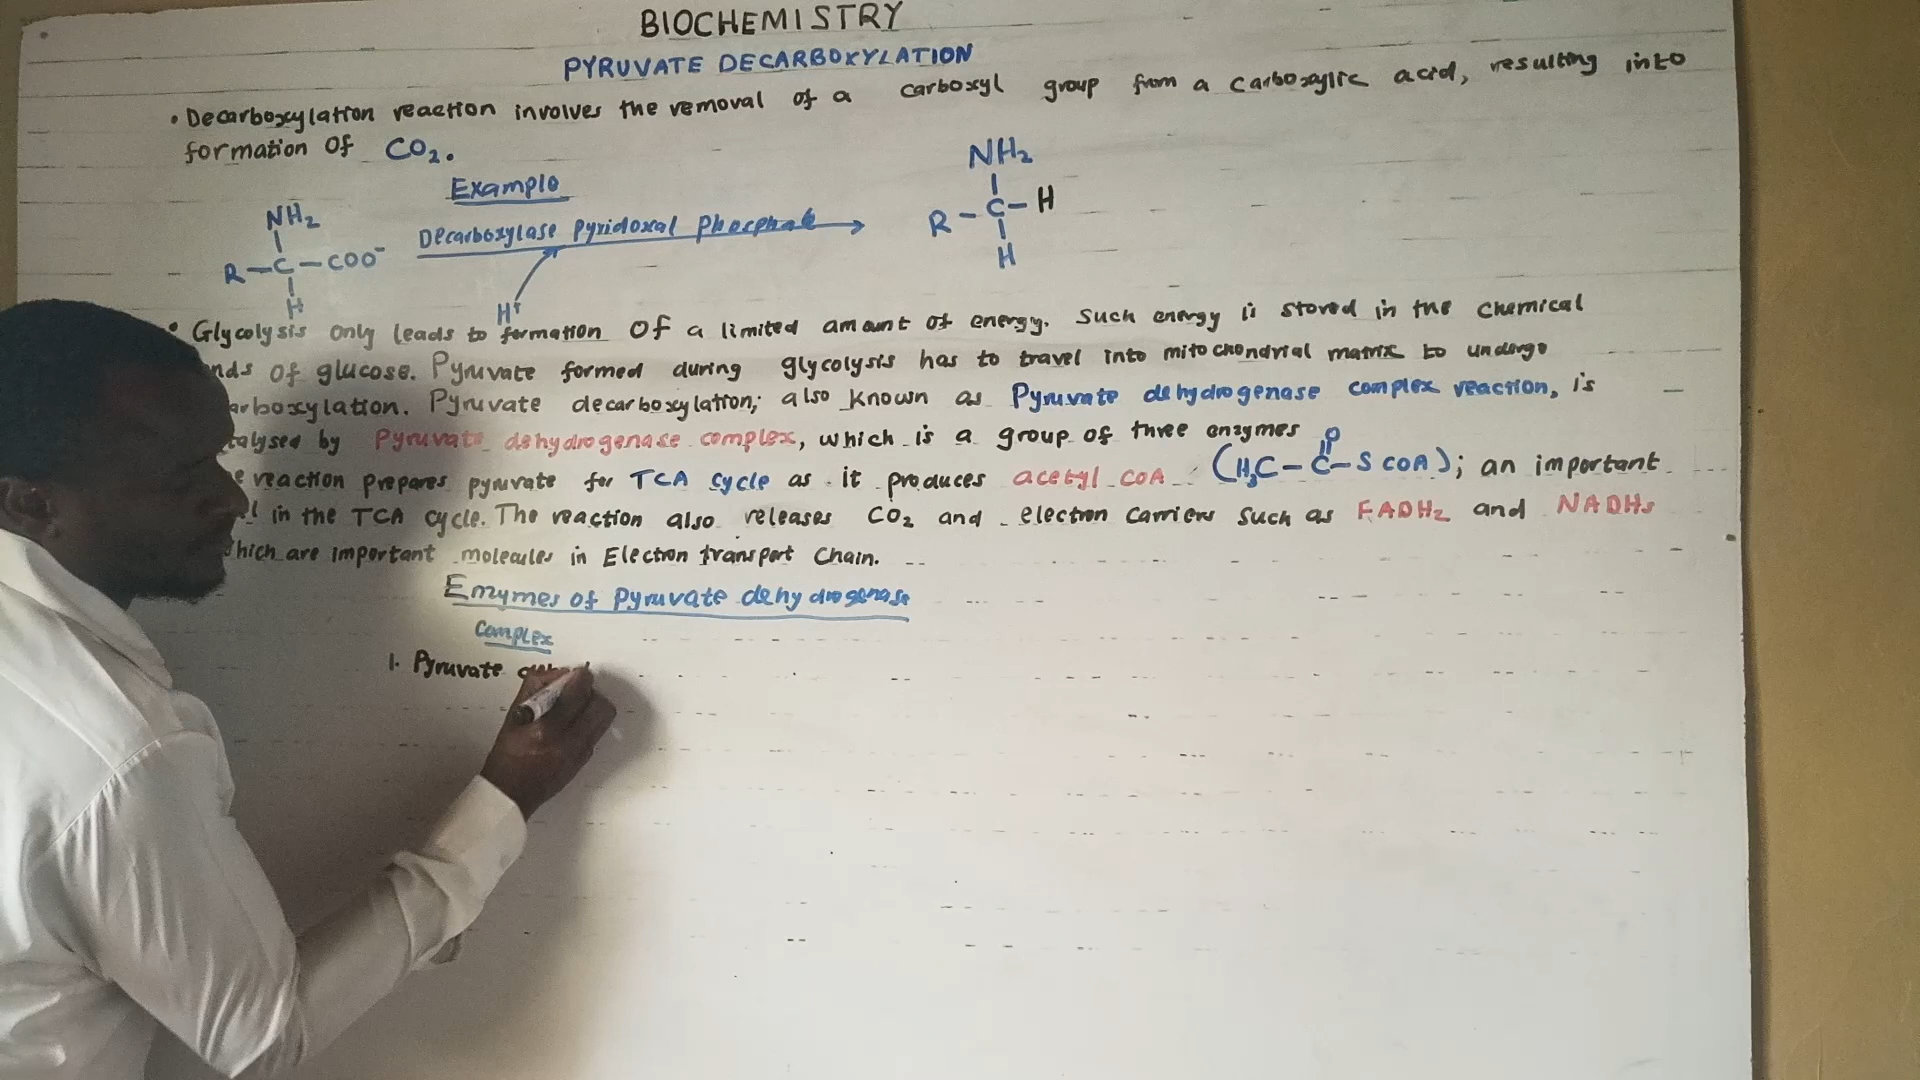 BIOCHEMISTRY
PYRUVATE DECARBOXYLATION
• Decarboxylation reaction involves the removal of a carboxyl group from a carboxylic acid, resulting into
formation of CO₂.
Example
NH₂
R-C-COO⁻
H
Decarboxylase Pyridoxal Phosphate
H⁺
NH₂
R-C-H
H
• Glycolysis only leads to formation of a limited amount of energy. Such energy is stored in the chemical
nds of glucose. Pyruvate formed during glycolysis has to travel into mitochondrial matrix to undergo
arboxylation. Pyruvate decarboxylation; also known as Pyruvate dehydrogenase complex reaction, is
talysed by Pyruvate dehydrogenase complex, which is a group of three enzymes
e reaction prepares pyruvate for TCA cycle as it produces acetyl CoA (H₃C-C-S COA); an important
O
l in the TCA cycle. The reaction also releases CO₂ and electron carriers such as FADH₂ and NADHs
which are important molecules in Electron transport Chain.
Enzymes of Pyruvate dehydrogenase
Complex
1. Pyruvate